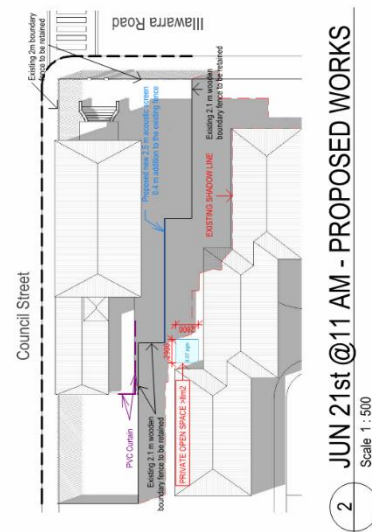 Illawarra Road
Existing 2m boundary
fence to be retained
Council Street
Proposed new 2.5 m acoustic screen
0.4 m addition to the existing fence
Existing 2.1 m wooden
boundary fence to be retained
EXISTING SHADOW LINE
2600
2900
PRIVATE OPEN SPACE >8m2
PVC Curtain
Existing 2.1 m wooden
boundary fence to be retained
2
JUN 21st @11 AM - PROPOSED WORKS
Scale 1 : 500